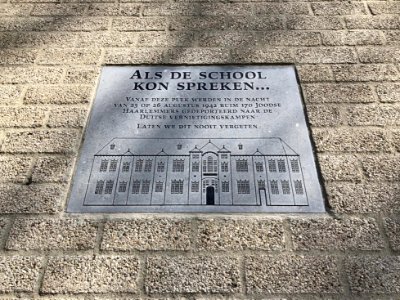 Als de school
kon spreken...
Vanaf deze plek werden in de nacht
van 25 op 26 augustus 1942 ruim 170 Joodse
Haarlemmers gedeporteerd naar de
Duitse vernietigingskampen.
Laten we dit nooit vergeten.